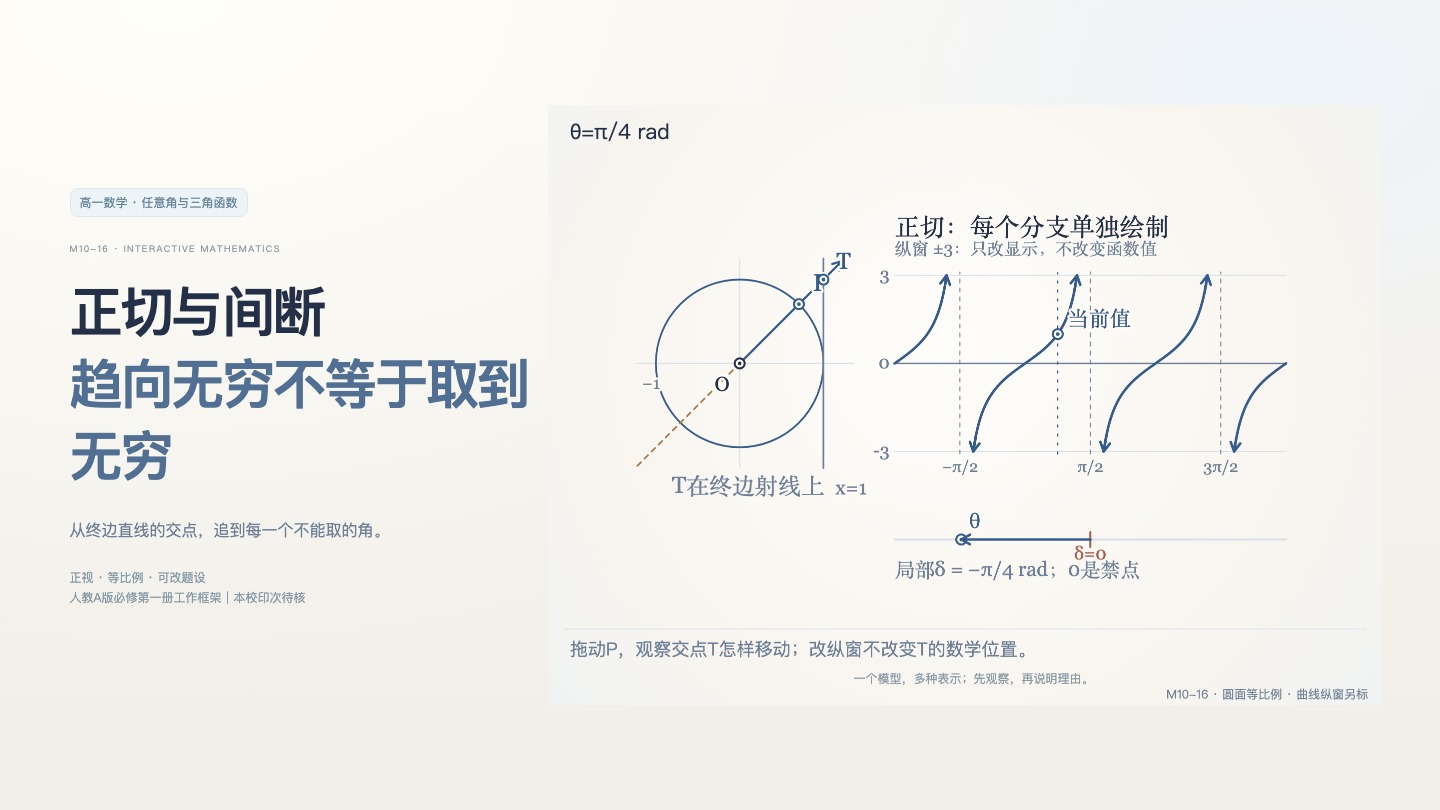 高一数学 · 任意角与三角函数
M10–16 · INTERACTIVE MATHEMATICS
正切与间断
趋向无穷不等于取到
无穷
从终边直线的交点，追到每一个不能取的角。
正视 · 等比例 · 可改题设
人教A版必修第一册工作框架｜本校印次待核
θ=π/4 rad
T
P
−1
O
T在终边射线上
x=1
正切：每个分支单独绘制
纵窗 ±3：只改显示，不改变函数值
3
当前值
0
-3
−π/2
π/2
3π/2
θ
δ=0
局部δ = −π/4 rad；0是禁点
拖动P，观察交点T怎样移动；改纵窗不改变T的数学位置。
一个模型，多种表示；先观察，再说明理由。
M10–16 · 圆面等比例 · 曲线纵窗另标